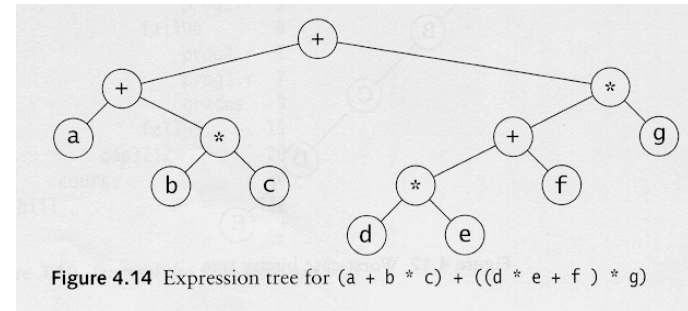 +
+ *
a * + g
b c * f
d e
Figure 4.14 Expression tree for (a + b * c) + ((d * e + f ) * g)